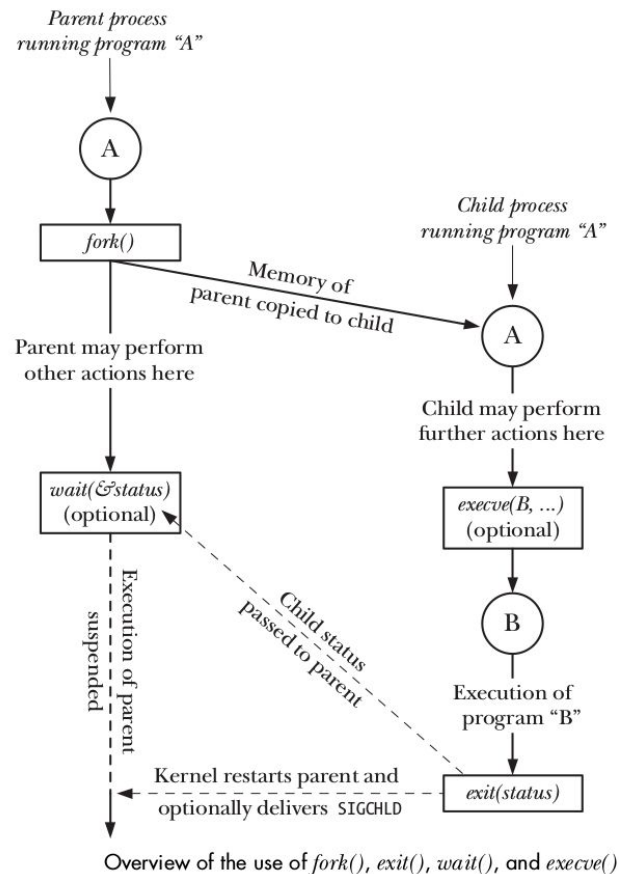 Parent process
running program “A”
A
fork()
Memory of
parent copied to child
Child process
running program “A”
A
Parent may perform
other actions here
Child may perform
further actions here
wait(&status)
(optional)
execve(B, ...)
(optional)
B
Execution of parent
suspended
Child status
passed to parent
Execution of
program “B”
Kernel restarts parent and
optionally delivers SIGCHLD
exit(status)
Overview of the use of fork(), exit(), wait(), and execve()